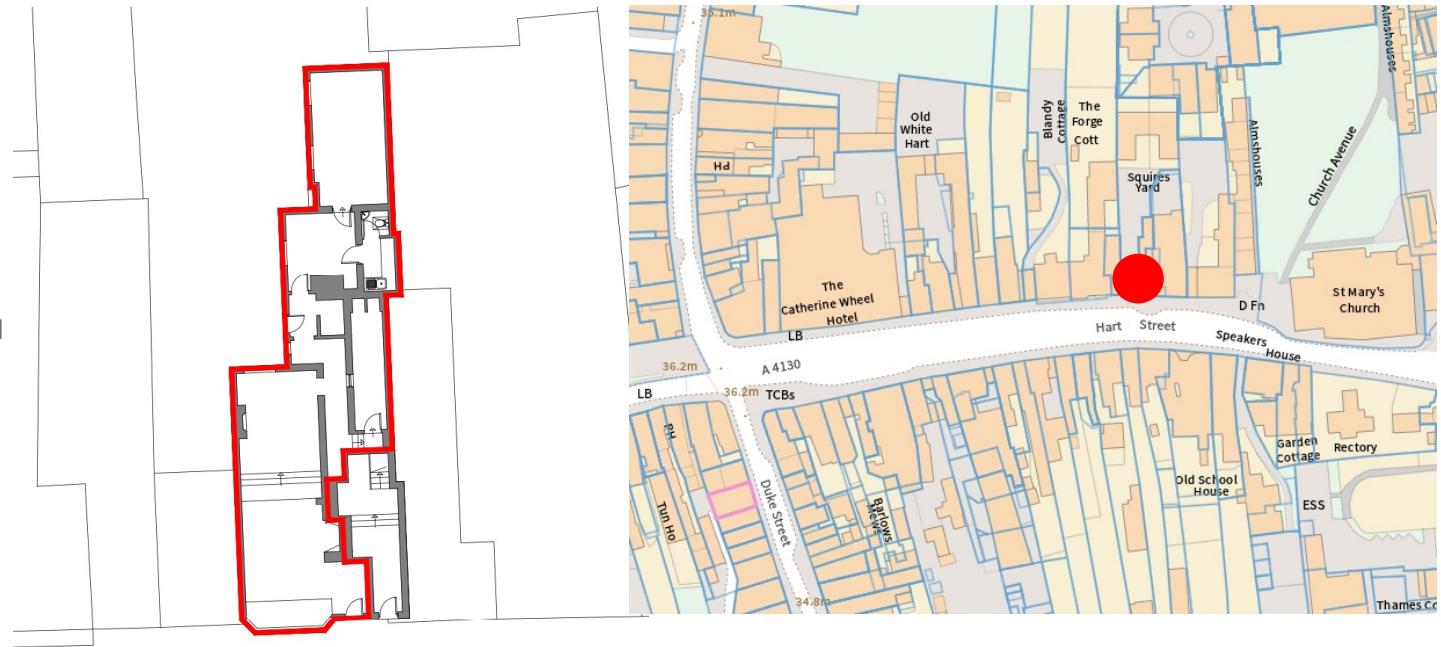 36.1m
Almshouses
Old
White
Hart
Blandy
Cottage
The
Forge
Cott
PH
Squires
Yard
Almshouses
Church Avenue
The
Catherine Wheel
Hotel
LB
D Fn
St Mary's
Church
Hart Street
Speakers
House
A 4130
36.2m
36.2m
LB
TCBs
PH
Duke Street
Tun Ho
Barlows
Mews
Old School
House
Garden
Cottage
Rectory
ESS
34.8m
Thames Co